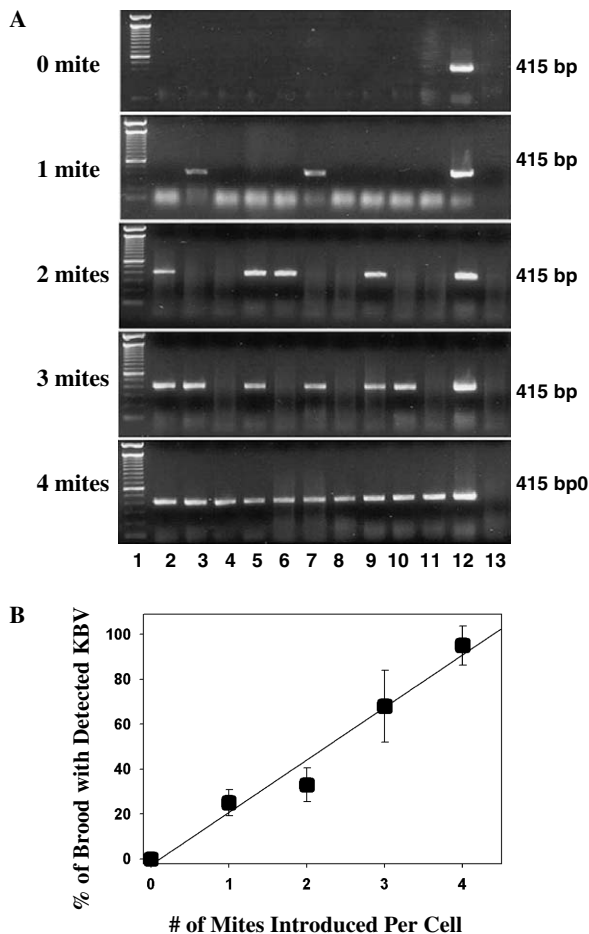 A
0 mite
415 bp
1 mite
415 bp
2 mites
415 bp
3 mites
415 bp
4 mites
415 bp0
1 2 3 4 5 6 7 8 9 10 11 12 13
B
% of Brood with Detected KBV
100
80
60
40
20
0
0 1 2 3 4
# of Mites Introduced Per Cell